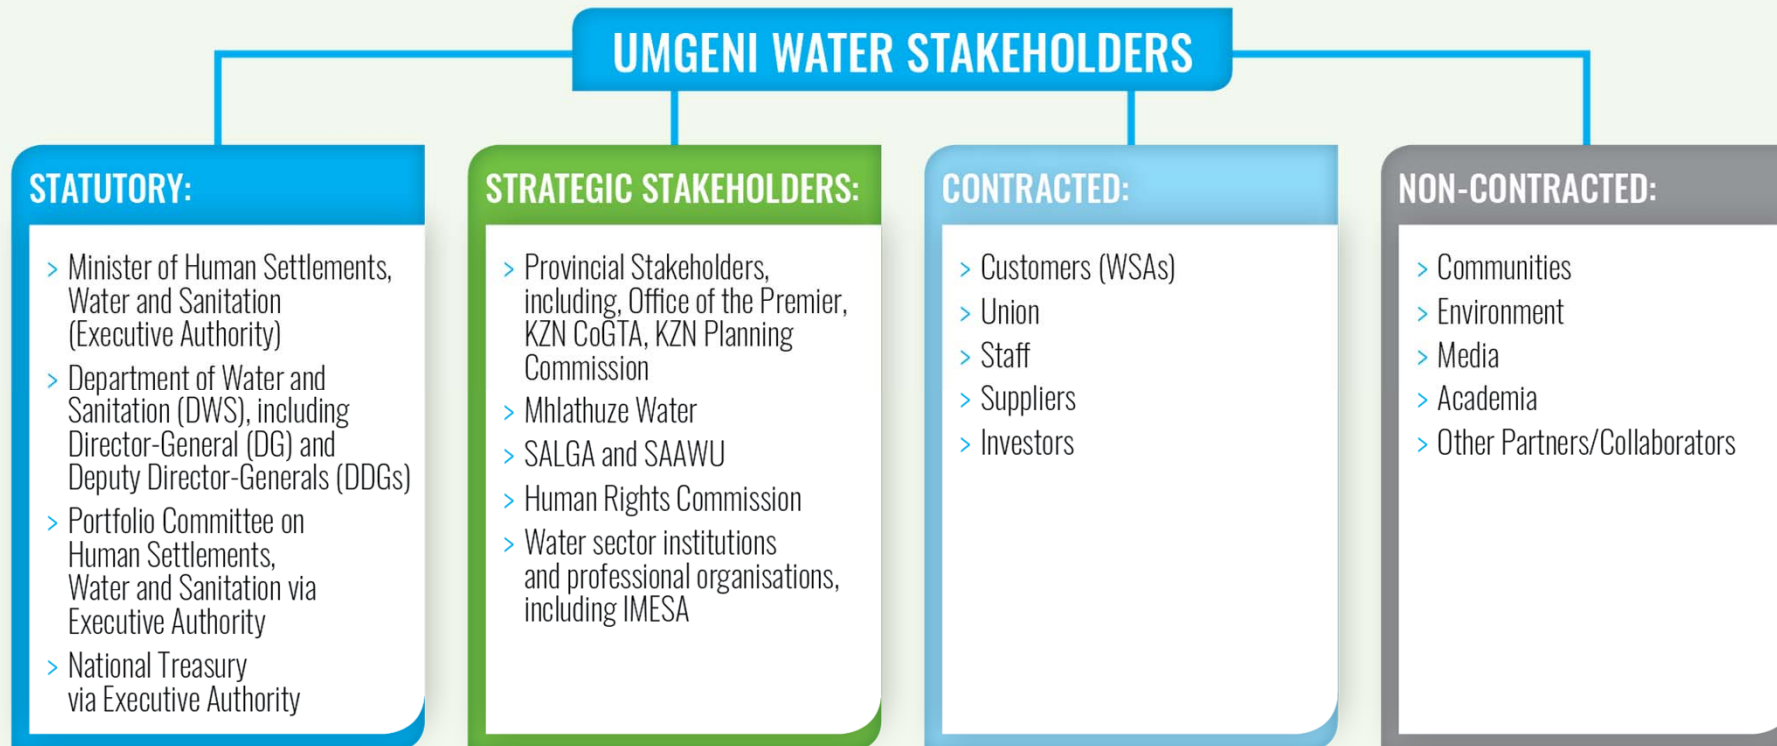 UMGENI WATER STAKEHOLDERS
STATUTORY:
> Minister of Human Settlements,
Water and Sanitation
(Executive Authority)
> Department of Water and
Sanitation (DWS), including
Director-General (DG) and
Deputy Director-Generals (DDGs)
> Portfolio Committee on
Human Settlements,
Water and Sanitation via
Executive Authority
> National Treasury
via Executive Authority
STRATEGIC STAKEHOLDERS:
> Provincial Stakeholders,
including, Office of the Premier,
KZN CoGTA, KZN Planning
Commission
> Mhlathuze Water
> SALGA and SAAWU
> Human Rights Commission
> Water sector institutions
and professional organisations,
including IMESA
CONTRACTED:
> Customers (WSAs)
> Union
> Staff
> Suppliers
> Investors
NON-CONTRACTED:
> Communities
> Environment
> Media
> Academia
> Other Partners/Collaborators